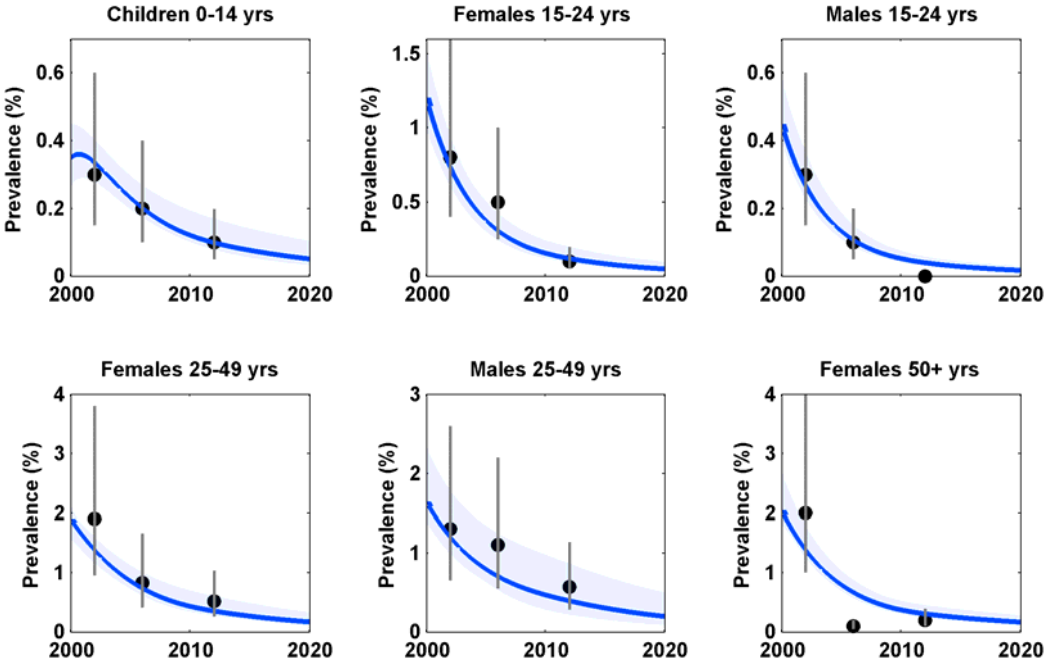 Children 0-14 yrs
Prevalence (%)
0.6
0.4
0.2
0
2000 2010 2020
Females 15-24 yrs
Prevalence (%)
1.5
1
0.5
0
2000 2010 2020
Males 15-24 yrs
Prevalence (%)
0.6
0.4
0.2
0
2000 2010 2020
Females 25-49 yrs
Prevalence (%)
4
3
2
1
0
2000 2010 2020
Males 25-49 yrs
Prevalence (%)
3
2
1
0
2000 2010 2020
Females 50+ yrs
Prevalence (%)
4
3
2
1
0
2000 2010 2020